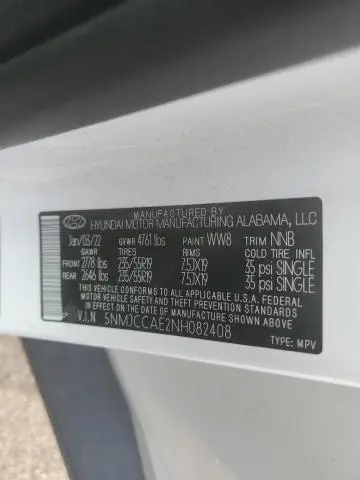 MANUFACTURED BY
HYUNDAI MOTOR MANUFACTURING ALABAMA, LLC
Jan/03/22 GVWR 4761 lbs PAINT WW8 TRIM NNB
GAWR TIRES RIMS COLD TIRE INFL
FRONT 2778 lbs 235/55R19 7.5JX19 35 psi SINGLE
REAR 2646 lbs 235/55R19 7.5JX19 35 psi SINGLE
THIS VEHICLE CONFORMS TO ALL APPLICABLE U.S.A. FEDERAL
MOTOR VEHICLE SAFETY, BUMPER, AND THEFT PREVENTION
STANDARDS IN EFFECT ON THE DATE OF MANUFACTURE SHOWN ABOVE.
V.I.N 5NMJCCAE2NH082408
TYPE: MPV